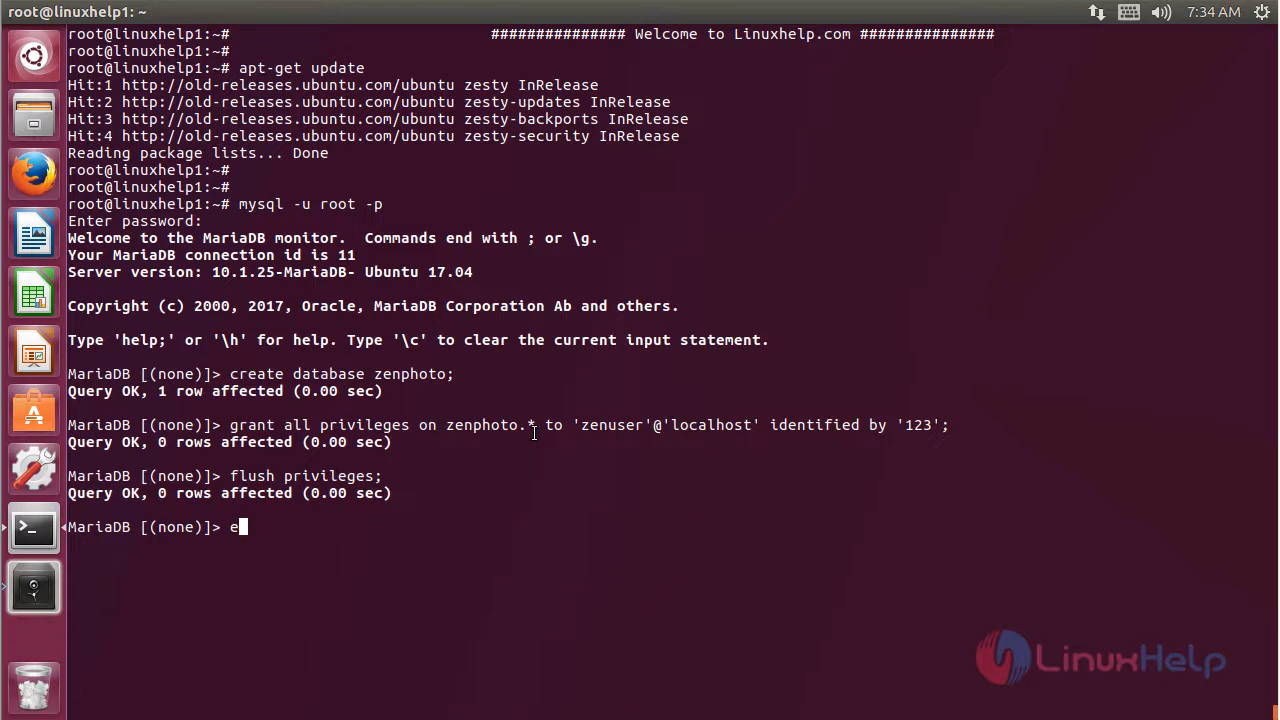 root@linuxhelp1: ~
7:34 AM
root@linuxhelp1:~# ############### Welcome to Linuxhelp.com ###############
root@linuxhelp1:~#
root@linuxhelp1:~# apt-get update
Hit:1 http://old-releases.ubuntu.com/ubuntu zesty InRelease
Hit:2 http://old-releases.ubuntu.com/ubuntu zesty-updates InRelease
Hit:3 http://old-releases.ubuntu.com/ubuntu zesty-backports InRelease
Hit:4 http://old-releases.ubuntu.com/ubuntu zesty-security InRelease
Reading package lists... Done
root@linuxhelp1:~#
root@linuxhelp1:~#
root@linuxhelp1:~# mysql -u root -p
Enter password:
Welcome to the MariaDB monitor.  Commands end with ; or \g.
Your MariaDB connection id is 11
Server version: 10.1.25-MariaDB- Ubuntu 17.04
Copyright (c) 2000, 2017, Oracle, MariaDB Corporation Ab and others.
Type 'help;' or '\h' for help. Type '\c' to clear the current input statement.
MariaDB [(none)]> create database zenphoto;
Query OK, 1 row affected (0.00 sec)
MariaDB [(none)]> grant all privileges on zenphoto.* to 'zenuser'@'localhost' identified by '123';
Query OK, 0 rows affected (0.00 sec)
MariaDB [(none)]> flush privileges;
Query OK, 0 rows affected (0.00 sec)
MariaDB [(none)]> e
LinuxHelp